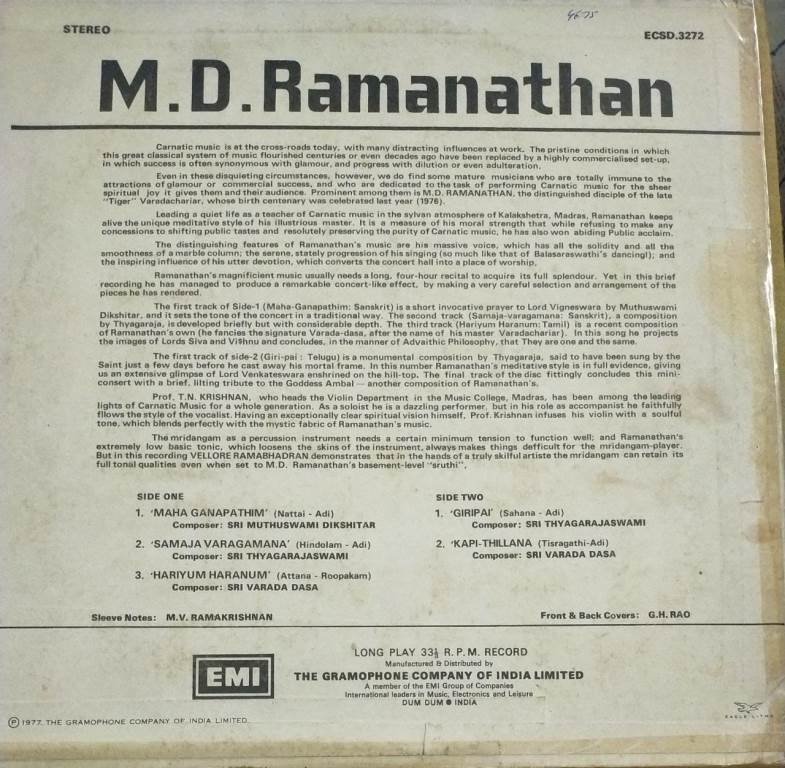 4675
STEREO
ECSD.3272
M.D.Ramanathan
Carnatic music is at the cross-roads today, with many distracting influences at work. The pristine conditions in which
this great classical system of music flourished centuries or even decades ago have been replaced by a highly commercialised set-up,
in which success is often synonymous with glamour, and progress with dilution or even adulteration.
Even in these disquieting circumstances, however, we do find some mature musicians who are totally immune to the
attractions of glamour or commercial success, and who are dedicated to the task of performing Carnatic music for the sheer
spiritual joy it gives them and their audience. Prominent among them is M.D. RAMANATHAN, the distinguished disciple of the late
"Tiger" Varadachariar, whose birth centenary was celebrated last year (1976).
Leading a quiet life as a teacher of Carnatic music in the sylvan atmosphere of Kalakshetra, Madras, Ramanathan keeps
alive the unique meditative style of his illustrious master. It is a measure of his moral strength that while refusing to make any
concessions to shifting public tastes and resolutely preserving the purity of Carnatic music, he has also won abiding Public acclaim.
The distinguishing features of Ramanathan's music are his massive voice, which has all the solidity and all the
smoothness of a marble column; the serene, stately progression of his singing (so much like that of Balasaraswathi's dancing!); and
the inspiring influence of his utter devotion, which converts the concert hall into a place of worship.
Ramanathan's magnificient music usually needs a long, four-hour recital to acquire its full splendour. Yet in this brief
recording he has managed to produce a remarkable concert-like effect, by making a very careful selection and arrangement of the
pieces he has rendered.
The first track of Side-1 (Maha-Ganapathim: Sanskrit) is a short invocative prayer to Lord Vigneswara by Muthuswami
Dikshitar, and it sets the tone of the concert in a traditional way. The second track (Samaja-varagamana: Sanskrit), a composition
by Thyagaraja, is developed briefly but with considerable depth. The third track (Hariyum Haranum: Tamil) is a recent composition
of Ramanathan's own (he fancies the signature Varada-dasa, after the name of his master Varadachariar). In this song he projects
the images of Lords Siva and Vishnu and concludes, in the manner of Advaithic Philosophy, that They are one and the same.
The first track of side-2 (Giri-pai : Telugu) is a monumental composition by Thyagaraja, said to have been sung by the
Saint just a few days before he cast away his mortal frame. In this number Ramanathan's meditative style is in full evidence, giving
us an extensive glimpse of Lord Venkateswara enshrined on the hill-top. The final track of the disc fittingly concludes this mini-
consert with a brief, lilting tribute to the Goddess Ambal — another composition of Ramanathan's.
Prof. T.N. KRISHNAN, who heads the Violin Department in the Music College, Madras, has been among the leading
lights of Carnatic Music for a whole generation. As a soloist he is a dazzling performer, but in his role as accompanist he faithfully
fllows the style of the vocalist. Having an exceptionally clear spiritual vision himself, Prof. Krishnan infuses his violin with a soulful
tone, which blends perfectly with the mystic fabric of Ramanathan's music.
The mridangam as a percussion instrument needs a certain minimum tension to function well; and Ramanathan's
extremely low basic tonic, which loosens the skins of the instrument, always makes things defficult for the mridangam-player.
But in this recording VELLORE RAMABHADRAN demonstrates that in the hands of a truly skilful artiste the mridangam can retain its
full tonal qualities even when set to M.D. Ramanathan's basement-level "sruthi".
SIDE ONE
1. 'MAHA GANAPATHIM' (Nattai - Adi)
Composer: SRI MUTHUSWAMI DIKSHITAR
2. 'SAMAJA VARAGAMANA' (Hindolam - Adi)
Composer: SRI THYAGARAJASWAMI
3. 'HARIYUM HARANUM' (Attana - Roopakam)
Composer: SRI VARADA DASA
SIDE TWO
1. 'GIRIPAI' (Sahana - Adi)
Composer: SRI THYAGARAJASWAMI
2. 'KAPI-THILLANA (Tisragathi-Adi)
Composer: SRI VARADA DASA
Sleeve Notes: M.V. RAMAKRISHNAN
Front & Back Covers: G.H. RAO
EMI
LONG PLAY 33⅓ R.P.M. RECORD
Manufactured & Distributed by
THE GRAMOPHONE COMPANY OF INDIA LIMITED
A member of the EMI Group of Companies
International leaders in Music, Electronics and Leisure
DUM DUM ● INDIA
Ⓟ 1977. THE GRAMOPHONE COMPANY OF INDIA LIMITED.
EAGLE LITHO